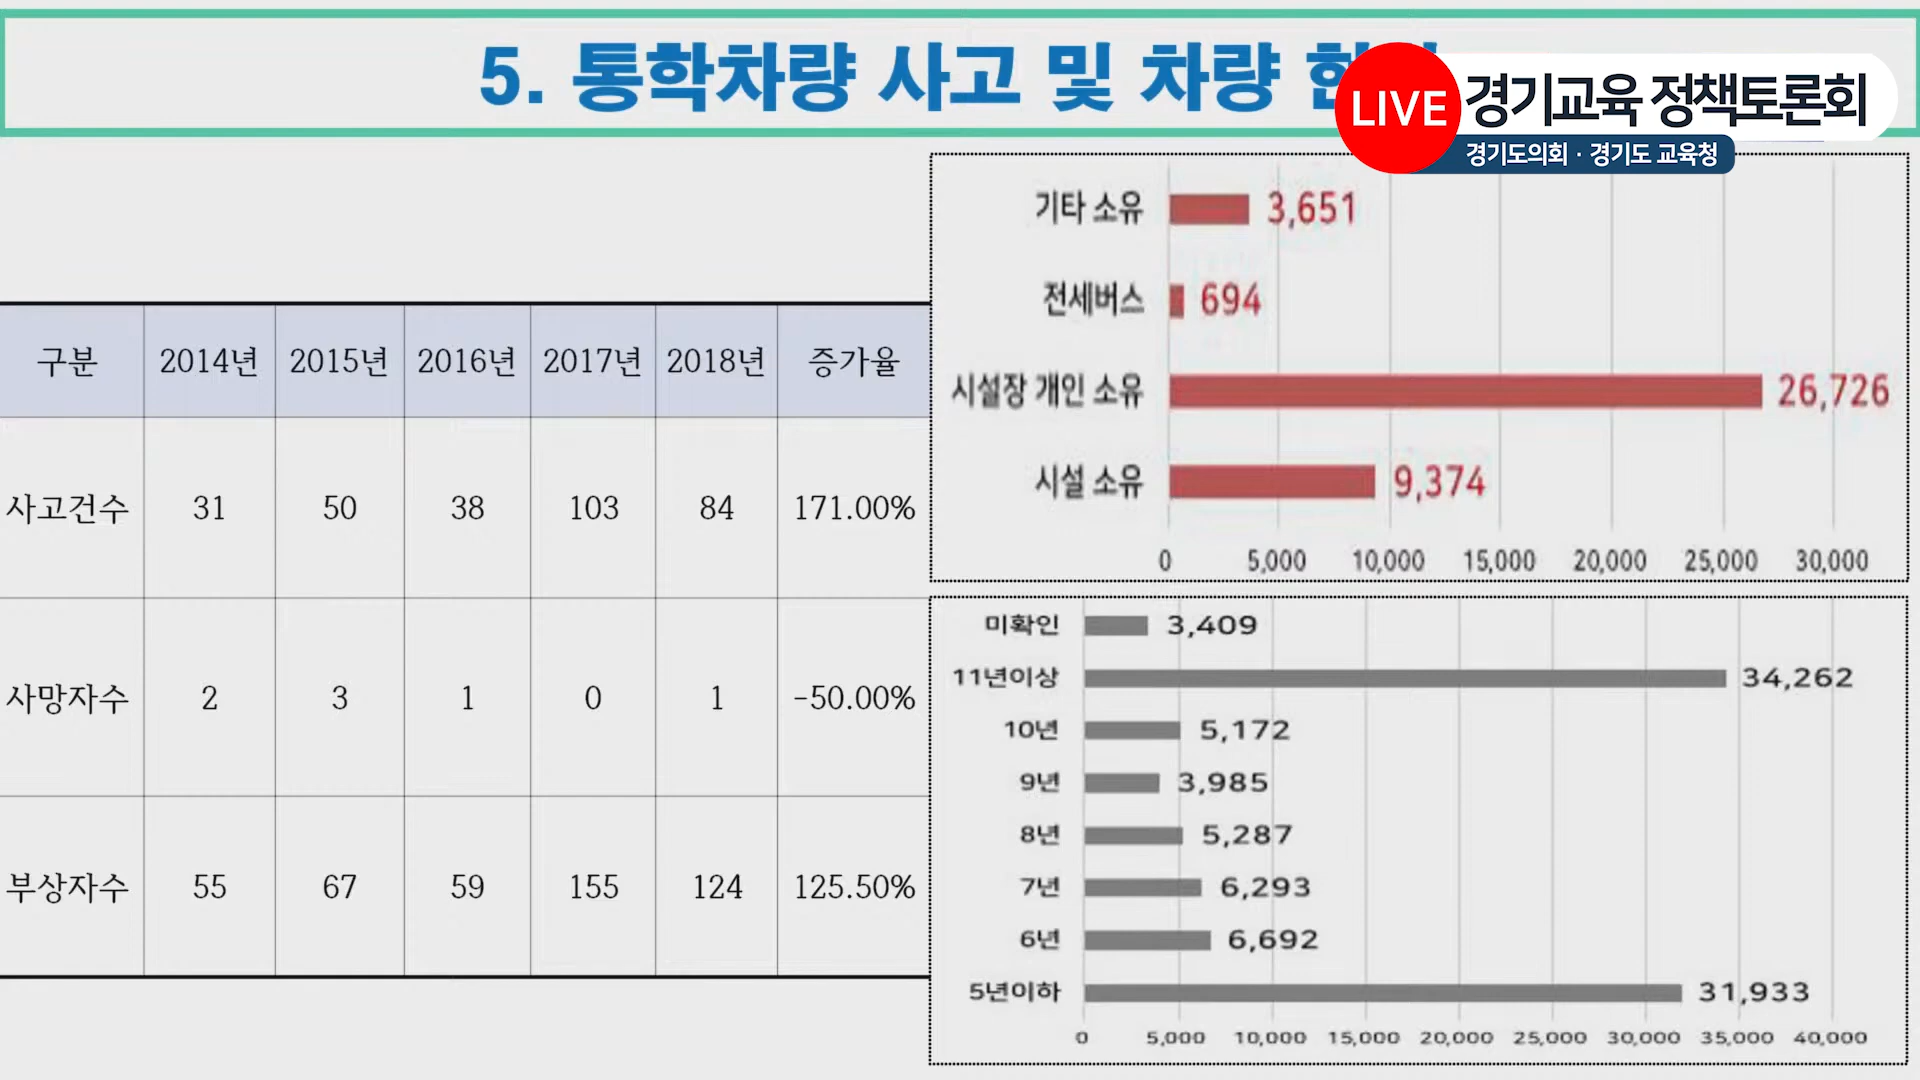 5. 통학차량 사고 및 차량
LIVE 경기교육 정책토론회
경기도의회 · 경기도 교육청
구분 2014년 2015년 2016년 2017년 2018년 증가율
사고건수 31 50 38 103 84 171.00%
사망자수 2 3 1 0 1 -50.00%
부상자수 55 67 59 155 124 125.50%
기타 소유 3,651
전세버스 694
시설장 개인 소유 26,726
시설 소유 9,374
0 5,000 10,000 15,000 20,000 25,000 30,000
미확인 3,409
11년이상 34,262
10년 5,172
9년 3,985
8년 5,287
7년 6,293
6년 6,692
5년이하 31,933
0 5,000 10,000 15,000 20,000 25,000 30,000 35,000 40,000